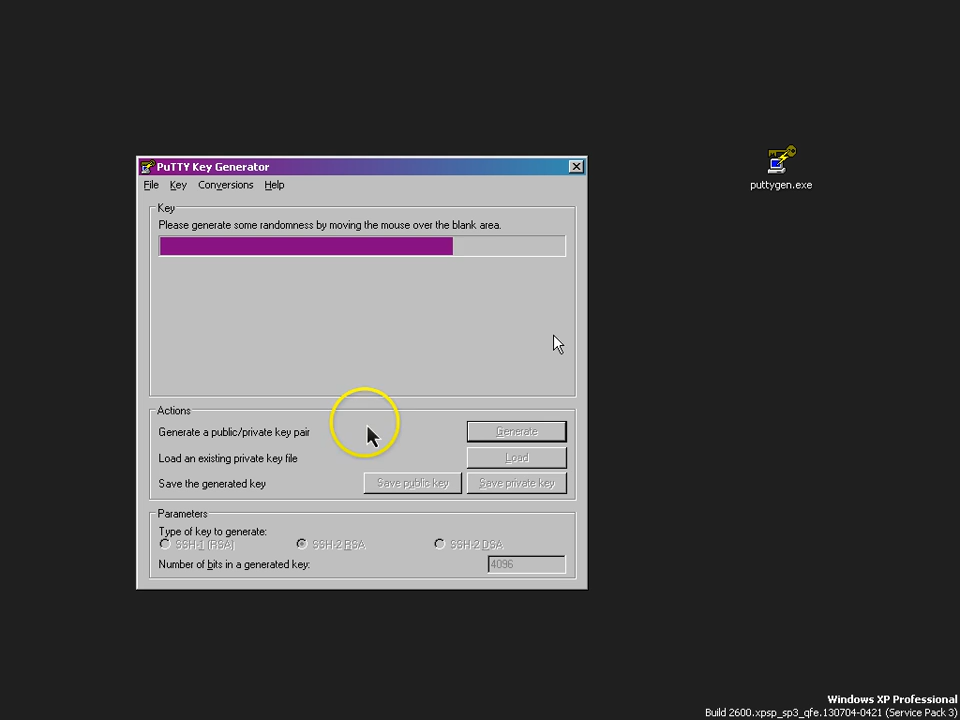 PuTTY Key Generator
File Key Conversions Help
Key
Please generate some randomness by moving the mouse over the blank area.
Actions
Generate a public/private key pair
Generate
Load an existing private key file
Load
Save the generated key
Save public key
Save private key
Parameters
Type of key to generate:
SSH-1 (RSA)
SSH-2 RSA
SSH-2 DSA
Number of bits in a generated key:
4096
puttygen.exe
Windows XP Professional
Build 2600.xpsp_sp3_qfe.130704-0421 (Service Pack 3)